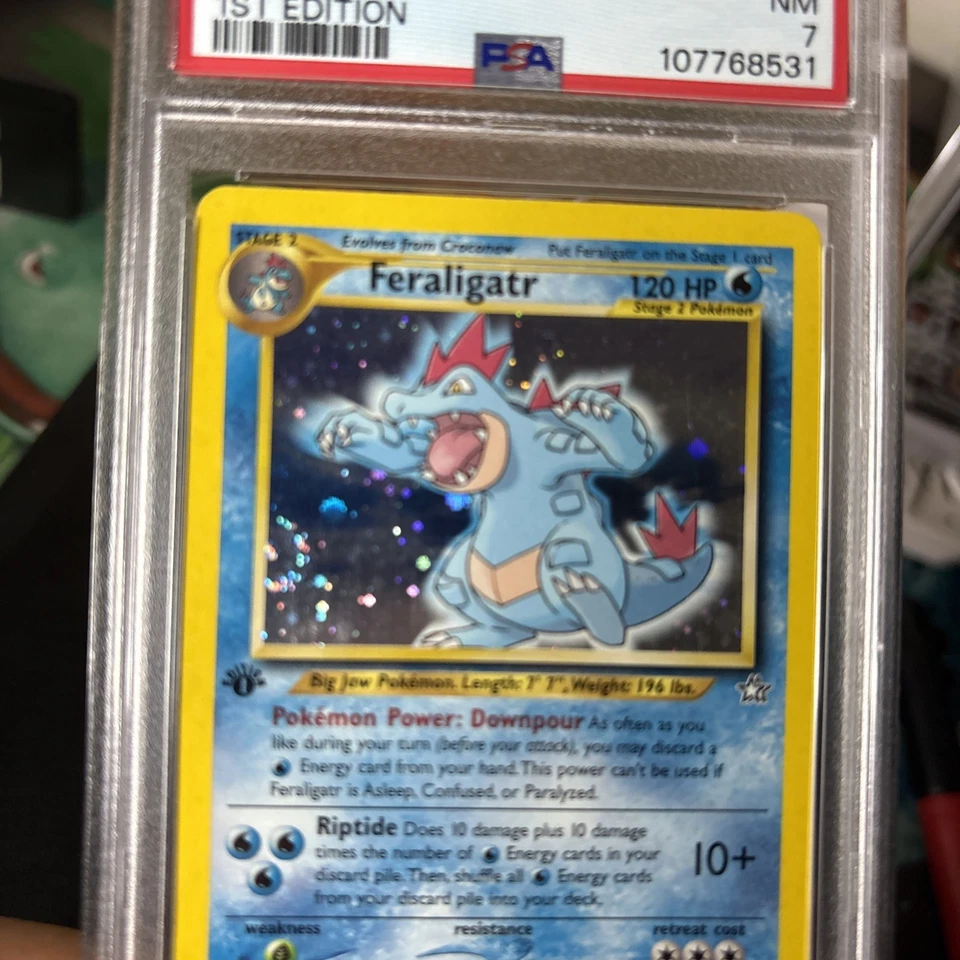 1ST EDITION
NM
7
PSA
107768531
STAGE 2
Evolves from Croconaw
Put Feraligatr on the Stage 1 card
Feraligatr
120 HP
Stage 2 Pokémon
EDITION
1
Big Jaw Pokémon. Length: 7' 7", Weight: 196 lbs.
Pokémon Power: Downpour As often as you
like during your turn (before your attack), you may discard a
Energy card from your hand. This power can't be used if
Feraligatr is Asleep, Confused, or Paralyzed.
Riptide Does 10 damage plus 10 damage
times the number of Energy cards in your
discard pile. Then, shuffle all Energy cards
from your discard pile into your deck.
10+
weakness
resistance
retreat cost